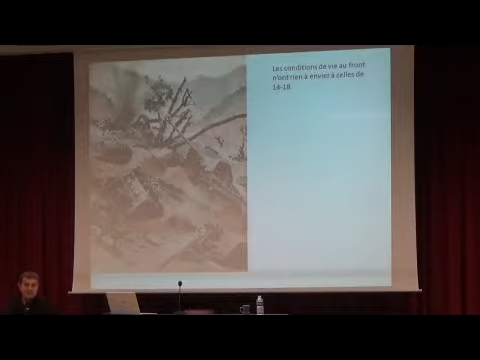 Les conditions de vie au front
n'ont rien à envier à celles de
14-18